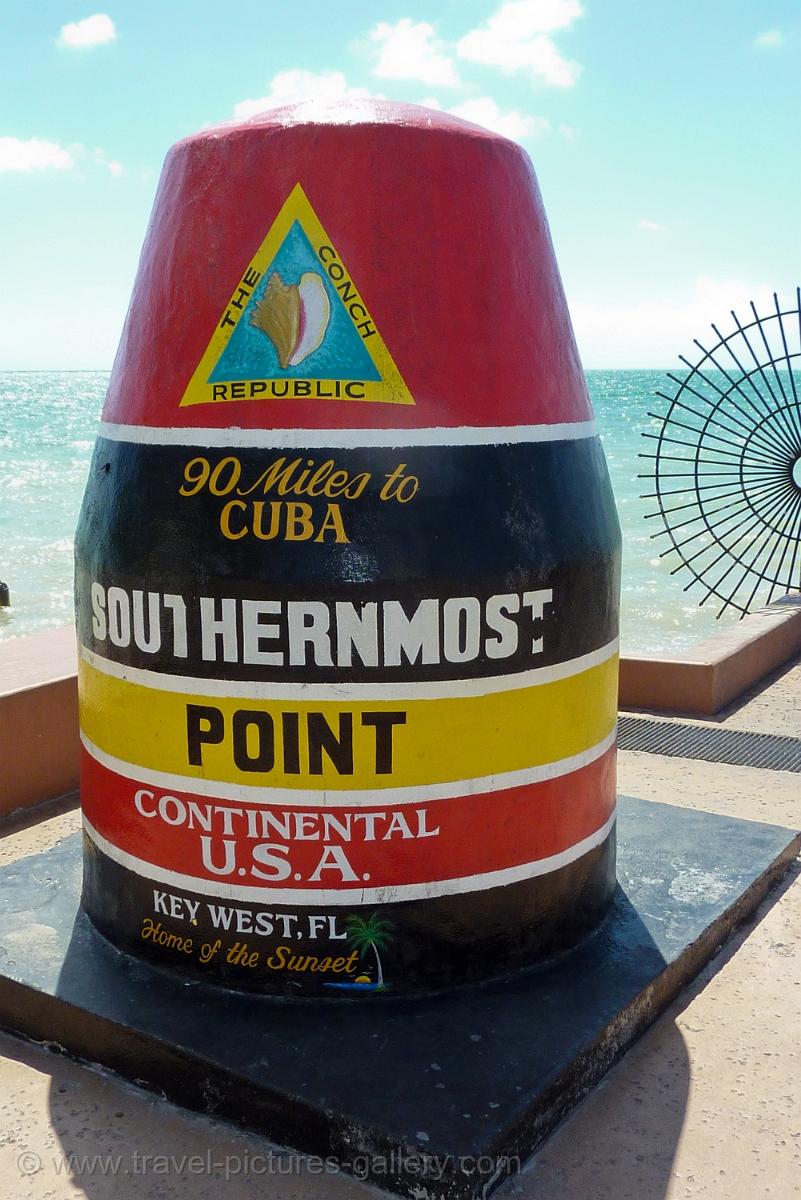 THE CONCH
REPUBLIC
90 Miles to
CUBA
SOUTHERNMOST
POINT
CONTINENTAL
U.S.A.
KEY WEST, FL
Home of the Sunset
© www.travel-pictures-gallery.com